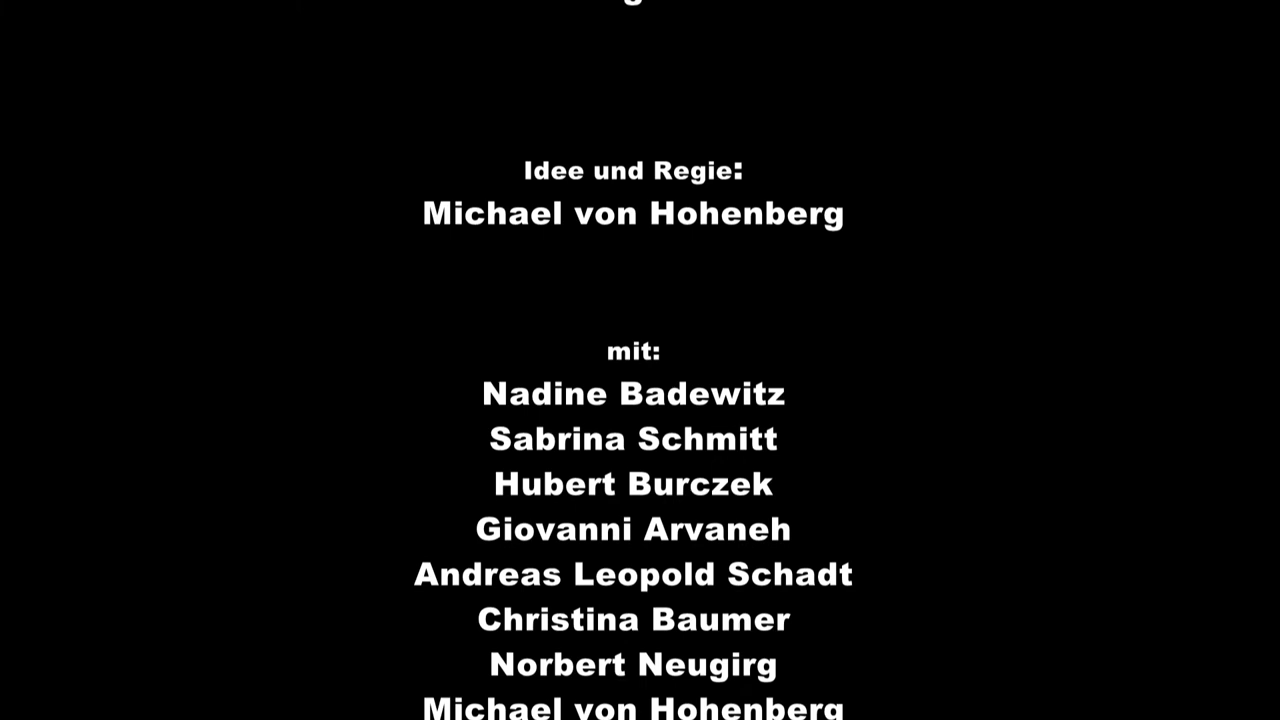 Idee und Regie:
Michael von Hohenberg
mit:
Nadine Badewitz
Sabrina Schmitt
Hubert Burczek
Giovanni Arvaneh
Andreas Leopold Schadt
Christina Baumer
Norbert Neugirg
Michael von Hohenberg